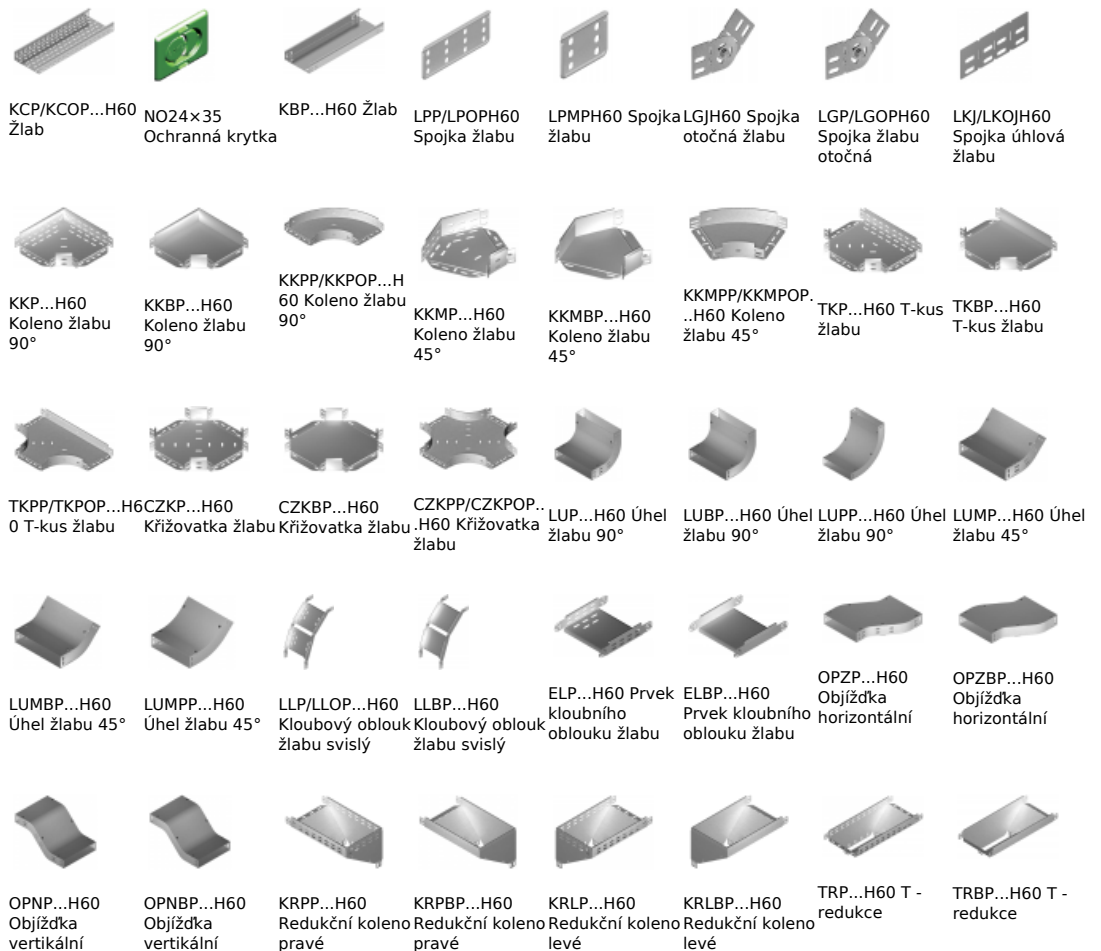 KCP/KCOP...H60
Žlab
NO24×35
Ochranná krytka
KBP...H60 Žlab
LPP/LPOPH60
Spojka žlabu
LPMPH60 Spojka
žlabu
LGJH60 Spojka
otočná žlabu
LGP/LGOPH60
Spojka žlabu
otočná
LKJ/LKOJH60
Spojka úhlová
žlabu
KKP...H60
Koleno žlabu
90°
KKBP...H60
Koleno žlabu
90°
KKPP/KKPOP...H
60 Koleno žlabu
90°
KKMP...H60
Koleno žlabu
45°
KKMBP...H60
Koleno žlabu
45°
KKMPP/KKMPOP.
..H60 Koleno
žlabu 45°
TKP...H60 T-kus
žlabu
TKBP...H60
T-kus žlabu
TKPP/TKPOP...H6
0 T-kus žlabu
CZKP...H60
Křižovatka žlabu
CZKBP...H60
Křižovatka žlabu
CZKPP/CZKPOP..
.H60 Křižovatka
žlabu
LUP...H60 Úhel
žlabu 90°
LUBP...H60 Úhel
žlabu 90°
LUPP...H60 Úhel
žlabu 90°
LUMP...H60 Úhel
žlabu 45°
LUMBP...H60
Úhel žlabu 45°
LUMPP...H60
Úhel žlabu 45°
LLP/LLOP...H60
Kloubový oblouk
žlabu svislý
LLBP...H60
Kloubový oblouk
žlabu svislý
ELP...H60 Prvek
kloubního
oblouku žlabu
ELBP...H60
Prvek kloubního
oblouku žlabu
OPZP...H60
Objížďka
horizontální
OPZBP...H60
Objížďka
horizontální
OPNP...H60
Objížďka
vertikální
OPNBP...H60
Objížďka
vertikální
KRPP...H60
Redukční koleno
pravé
KRPBP...H60
Redukční koleno
pravé
KRLP...H60
Redukční koleno
levé
KRLBP...H60
Redukční koleno
levé
TRP...H60 T -
redukce
TRBP...H60 T -
redukce